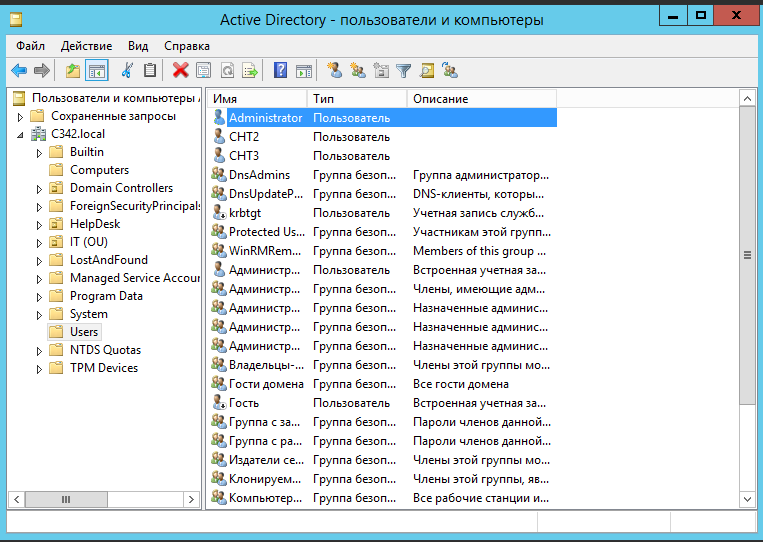 Active Directory - пользователи и компьютеры
Файл Действие Вид Справка
Пользователи и компьютеры
Сохраненные запросы
C342.local
Builtin
Computers
Domain Controllers
ForeignSecurityPrincipals
HelpDesk
IT (OU)
LostAndFound
Managed Service Accour
Program Data
System
Users
NTDS Quotas
TPM Devices
Имя Тип Описание
Administrator Пользователь
CHT2 Пользователь
CHT3 Пользователь
DnsAdmins Группа безоп... Группа администратор...
DnsUpdateP... Группа безоп... DNS-клиенты, которы...
krbtgt Пользователь Учетная запись служб...
Protected Us... Группа безоп... Участникам этой групп...
WinRMRem... Группа безоп... Members of this group ...
Администр... Пользователь Встроенная учетная за...
Администр... Группа безоп... Члены, имеющие адм...
Администр... Группа безоп... Назначенные админис...
Администр... Группа безоп... Назначенные админис...
Администр... Группа безоп... Назначенные админис...
Владельцы-... Группа безоп... Члены этой группы мо...
Гости домена Группа безоп... Все гости домена
Гость Пользователь Встроенная учетная за...
Группа с за... Группа безоп... Пароли членов данной...
Группа с ра... Группа безоп... Пароли членов данной...
Издатели се... Группа безоп... Члены этой группы мо...
Клонируем... Группа безоп... Члены этой группы, яв...
Компьютер... Группа безоп... Все рабочие станции и...